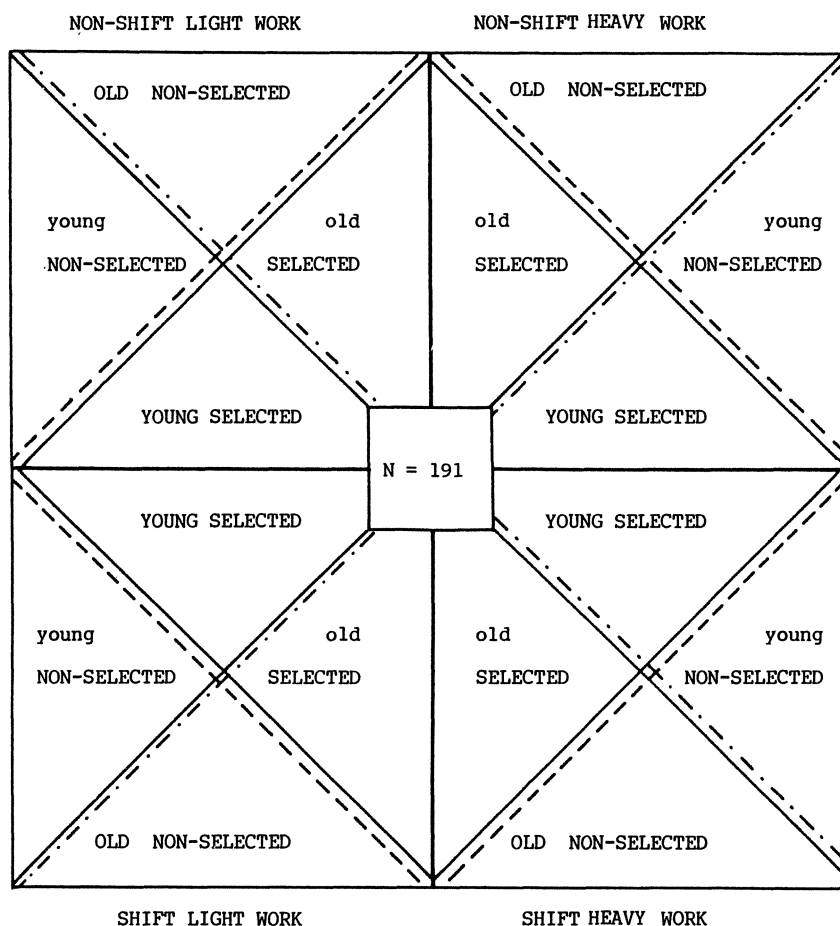 NON-SHIFT LIGHT WORK
NON-SHIFT HEAVY WORK
OLD NON-SELECTED
OLD NON-SELECTED
young
NON-SELECTED
old
SELECTED
old
SELECTED
young
NON-SELECTED
YOUNG SELECTED
YOUNG SELECTED
N = 191
YOUNG SELECTED
YOUNG SELECTED
young
NON-SELECTED
old
SELECTED
old
SELECTED
young
NON-SELECTED
OLD NON-SELECTED
OLD NON-SELECTED
SHIFT LIGHT WORK
SHIFT HEAVY WORK